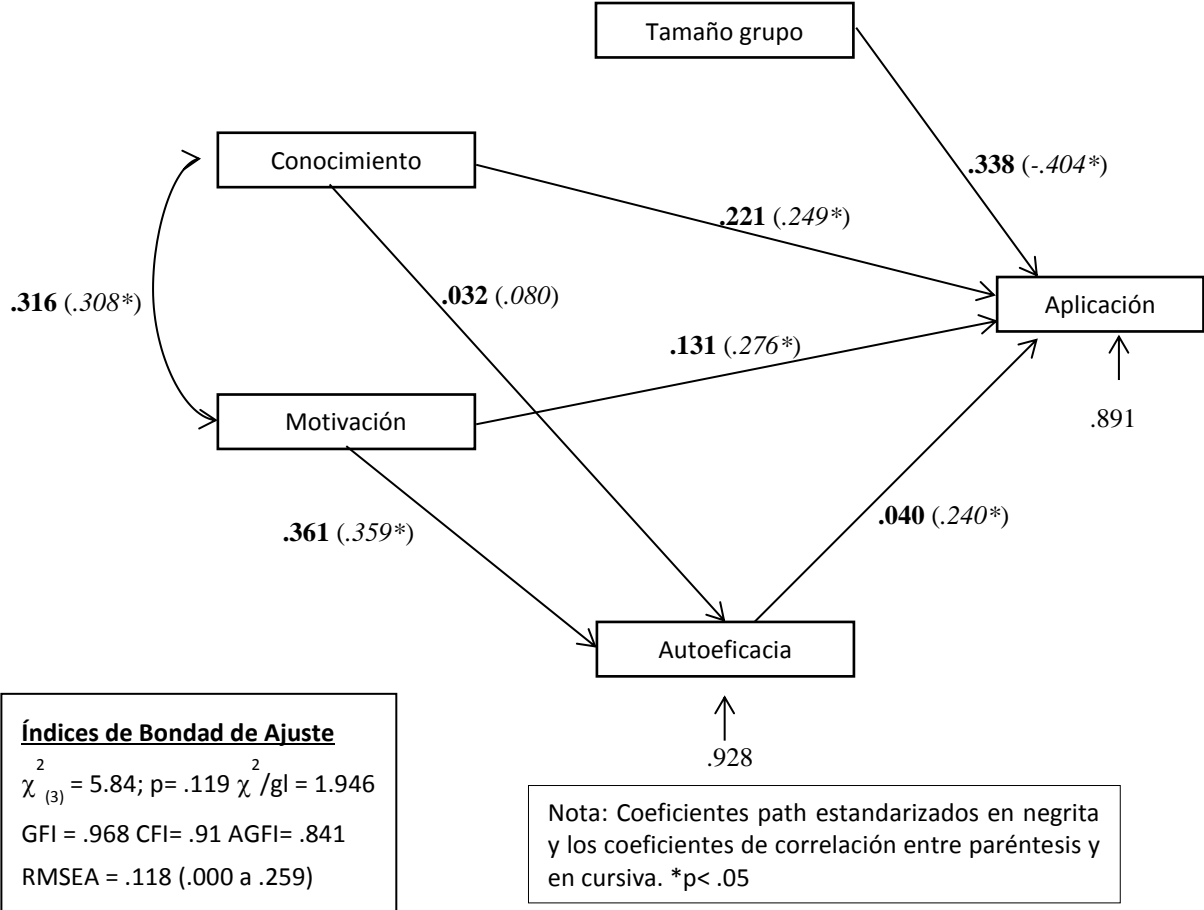 Tamaño grupo
Conocimiento
.338 (-.404*)
.221 (.249*)
.032 (.080)
.316 (.308*)
Aplicación
.131 (.276*)
Motivación
.891
.361 (.359*)
.040 (.240*)
Autoeficacia
.928
Índices de Bondad de Ajuste
χ²₍₃₎ = 5.84; p= .119 χ²/gl = 1.946
GFI = .968 CFI= .91 AGFI= .841
RMSEA = .118 (.000 a .259)
Nota: Coeficientes path estandarizados en negrita
y los coeficientes de correlación entre paréntesis y
en cursiva. *p< .05